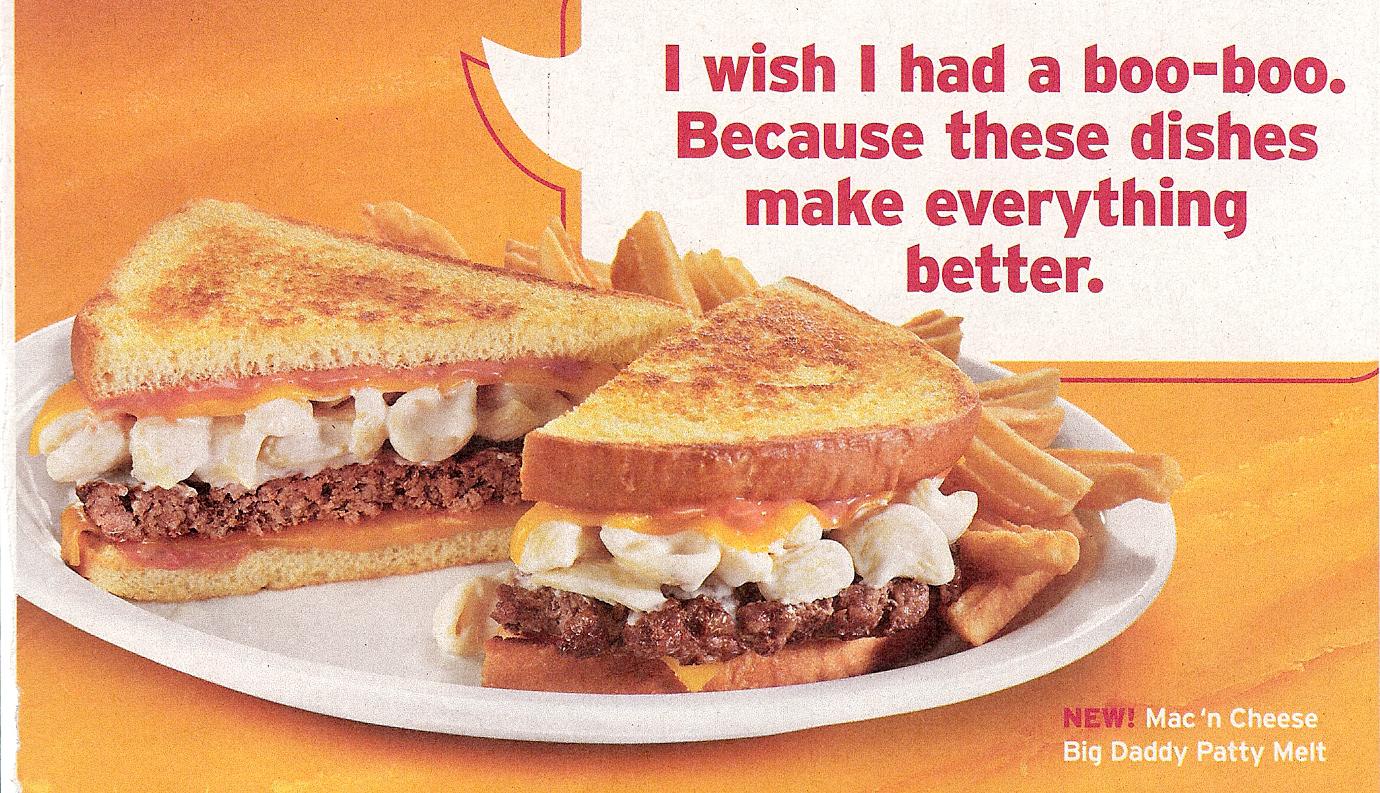 I wish I had a boo-boo.
Because these dishes
make everything
better.
NEW! Mac 'n Cheese
Big Daddy Patty Melt